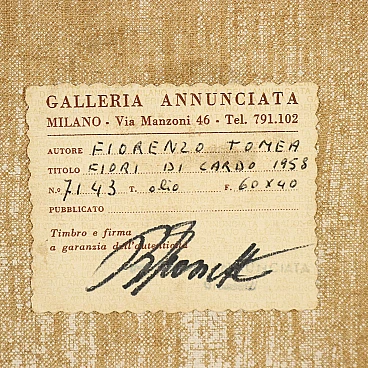 GALLERIA ANNUNCIATA
MILANO - Via Manzoni 46 - Tel. 791.102
AUTORE FIORENZO TOMEA
TITOLO FIORI DI CARDO 1958
N.° 7143 T. olio F. 60X40
PUBBLICATO
Timbro e firma
a garanzia dell'autenticità